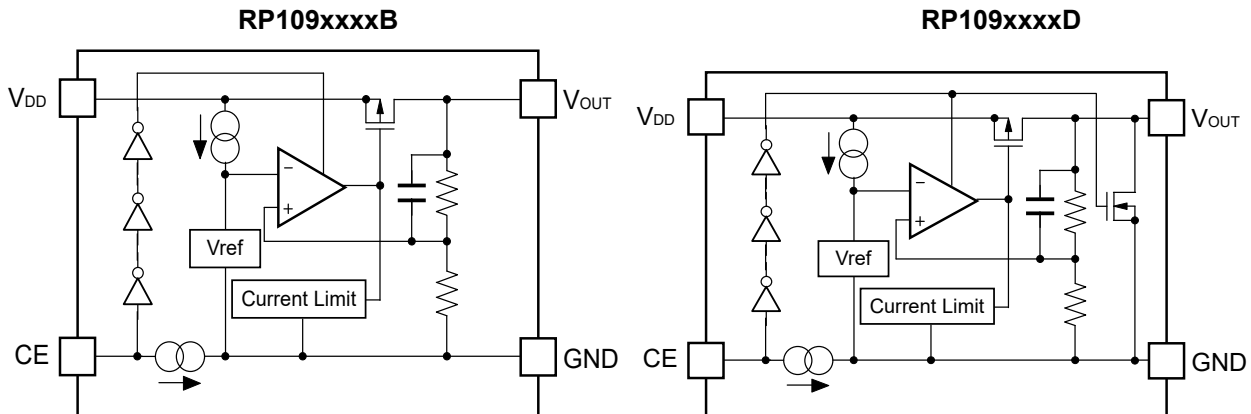 RP109xxxxB
VDD
VOUT
−
+
Vref
Current Limit
CE
GND
RP109xxxxD
VDD
VOUT
−
+
Vref
Current Limit
CE
GND